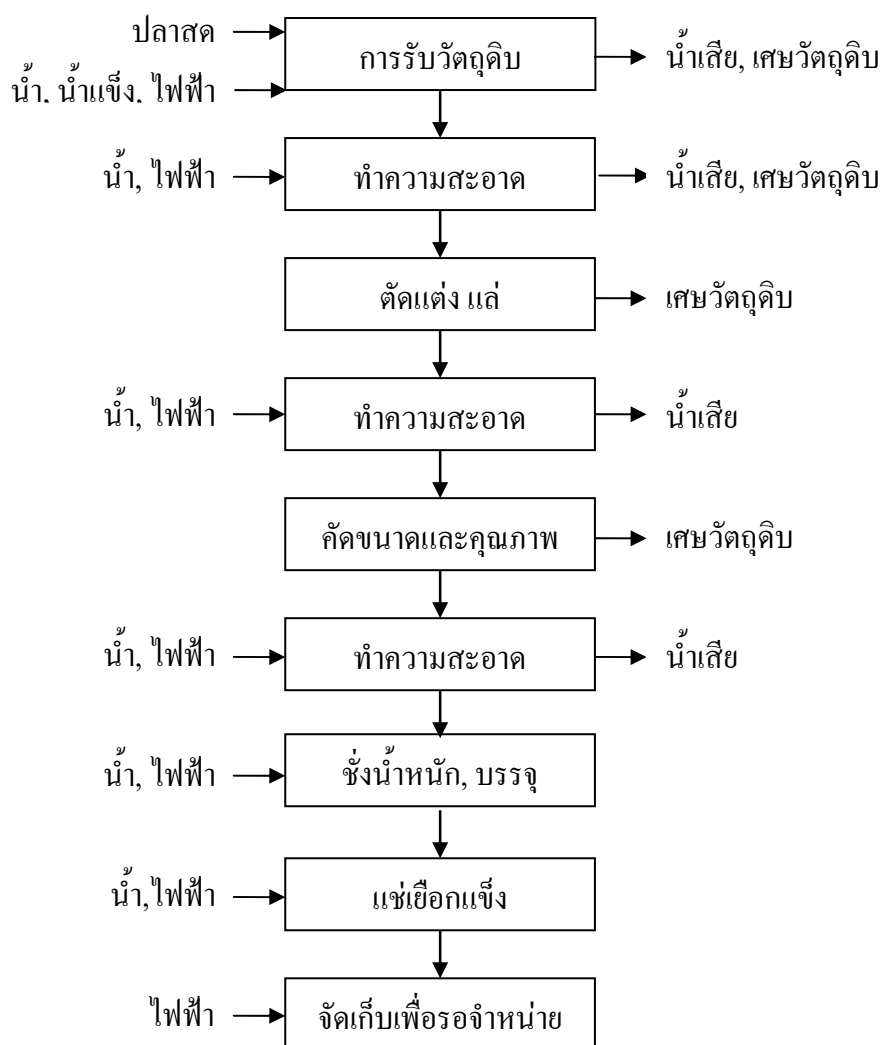 ปลาสด
การรับวัตถุดิบ
น้ำเสีย, เศษวัตถุดิบ
น้ำ, น้ำแข็ง, ไฟฟ้า
น้ำ, ไฟฟ้า
ทำความสะอาด
น้ำเสีย, เศษวัตถุดิบ
ตัดแต่ง แล่
เศษวัตถุดิบ
น้ำ, ไฟฟ้า
ทำความสะอาด
น้ำเสีย
คัดขนาดและคุณภาพ
เศษวัตถุดิบ
น้ำ, ไฟฟ้า
ทำความสะอาด
น้ำเสีย
น้ำ, ไฟฟ้า
ชั่งน้ำหนัก, บรรจุ
น้ำ,ไฟฟ้า
แช่เยือกแข็ง
ไฟฟ้า
จัดเก็บเพื่อรอจำหน่าย